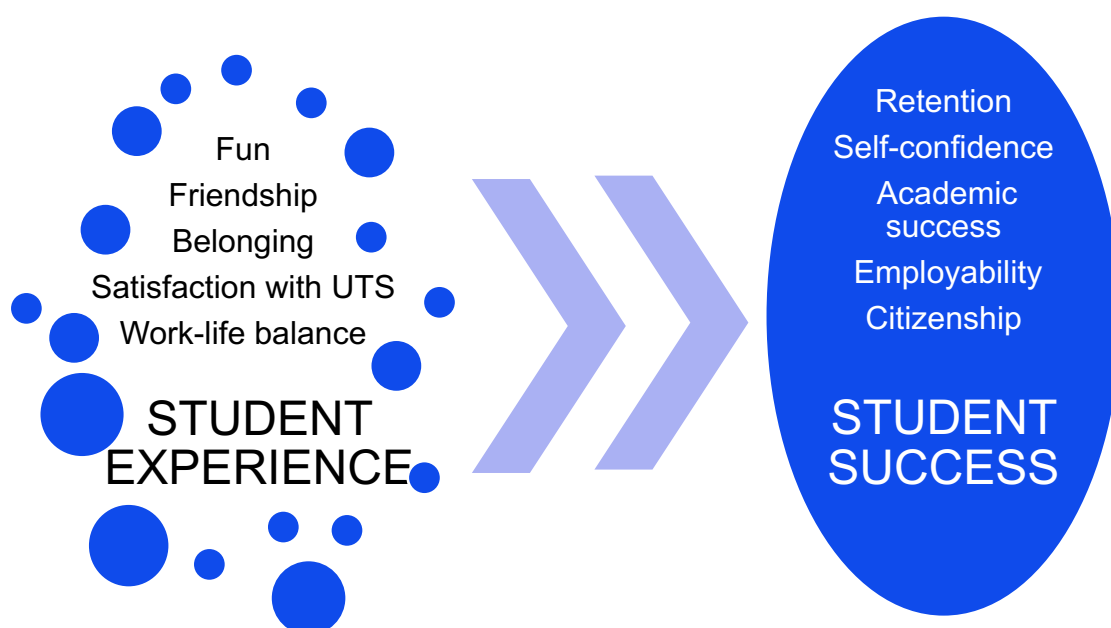 Fun
Friendship
Belonging
Satisfaction with UTS
Work-life balance
STUDENT
EXPERIENCE
Retention
Self-confidence
Academic
success
Employability
Citizenship
STUDENT
SUCCESS